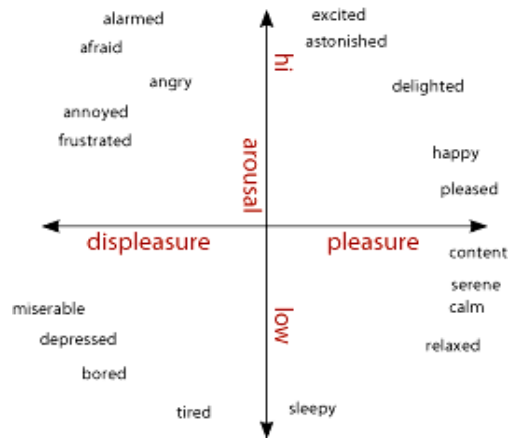 alarmed
excited
afraid
astonished
hi
angry
delighted
annoyed
frustrated
arousal
happy
pleased
displeasure
pleasure
content
serene
miserable
calm
low
depressed
relaxed
bored
tired
sleepy